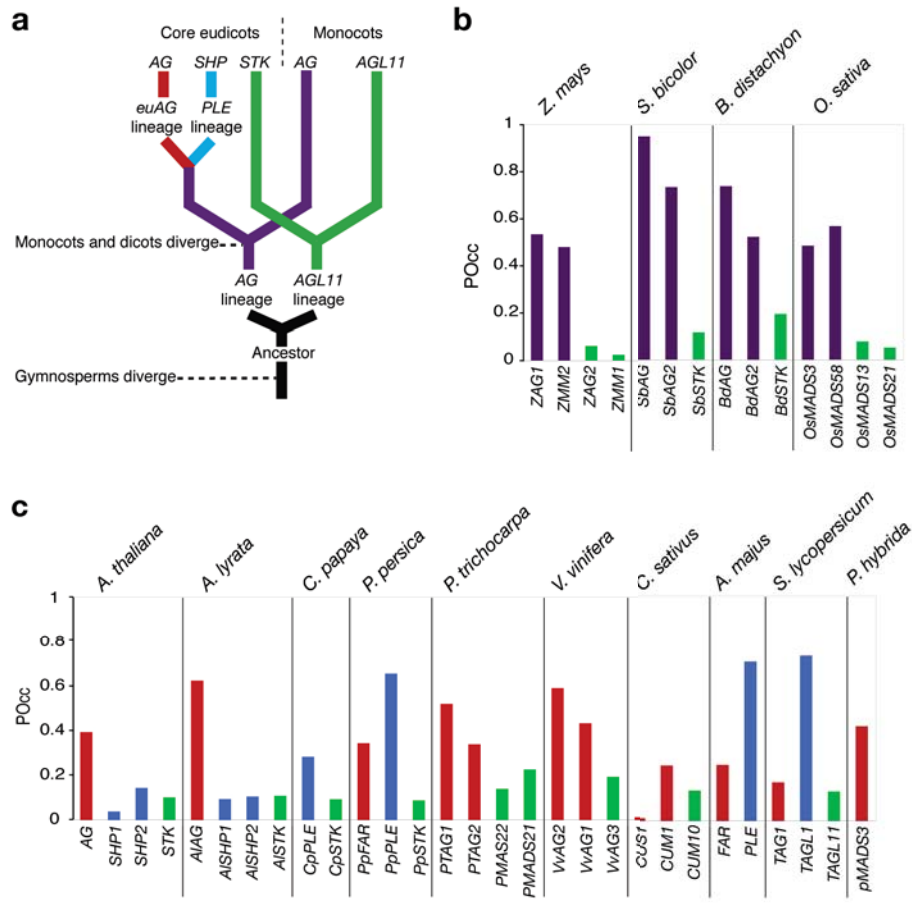 a
Core eudicots Monocots
AG SHP STK AG AGL11
euAG PLE
lineage lineage
Monocots and dicots diverge
AG AGL11
lineage lineage
Ancestor
Gymnosperms diverge
b
Z. mays S. bicolor B. distachyon O. sativa
POcc
1
0.8
0.6
0.4
0.2
0
ZAG1 ZMM2 ZAG2 ZMM1 SbAG SbAG2 SbSTK BdAG BdAG2 BdSTK OsMADS3 OsMADS58 OsMADS13 OsMADS21
c
A. thaliana A. lyrata C. papaya P. persica P. trichocarpa V. vinifera C. sativus A. majus S. lycopersicum P. hybrida
POcc
1
0.8
0.6
0.4
0.2
0
AG SHP1 SHP2 STK AlAG AlSHP1 AlSHP2 AlSTK CpPLE CpSTK PpFAR PpPLE PpSTK PTAG1 PTAG2 PMAS22 PMADS21 VvAG2 VvAG1 VvAG3 CUS1 CUM1 CUM10 FAR PLE TAG1 TAGL1 TAGL11 pMADS3